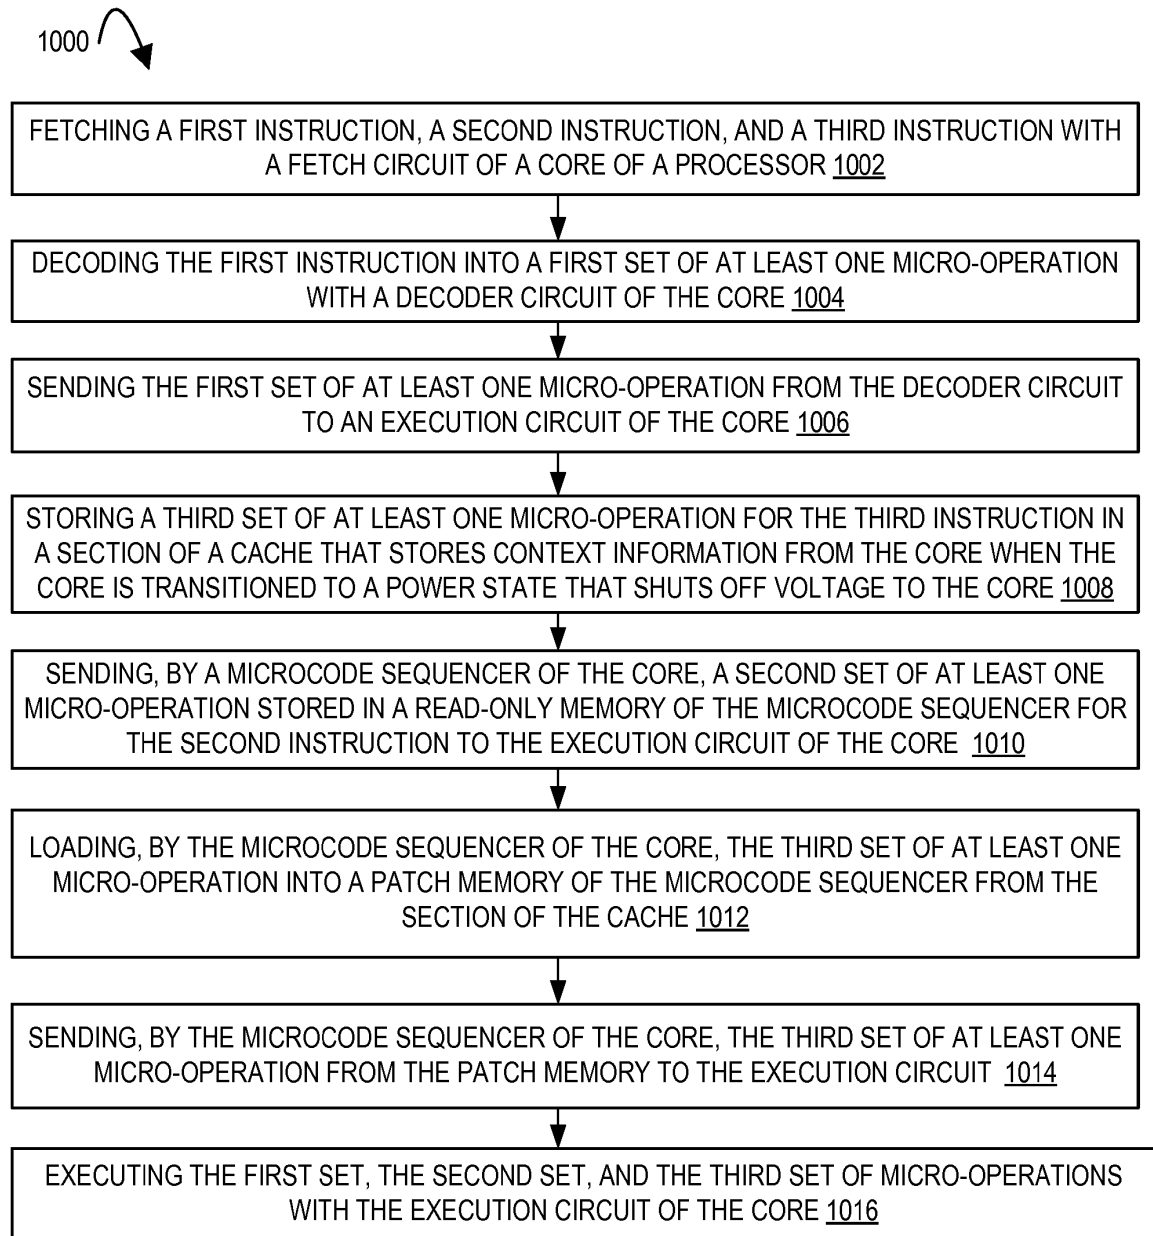 1000
FETCHING A FIRST INSTRUCTION, A SECOND INSTRUCTION, AND A THIRD INSTRUCTION WITH
A FETCH CIRCUIT OF A CORE OF A PROCESSOR 1002
DECODING THE FIRST INSTRUCTION INTO A FIRST SET OF AT LEAST ONE MICRO-OPERATION
WITH A DECODER CIRCUIT OF THE CORE 1004
SENDING THE FIRST SET OF AT LEAST ONE MICRO-OPERATION FROM THE DECODER CIRCUIT
TO AN EXECUTION CIRCUIT OF THE CORE 1006
STORING A THIRD SET OF AT LEAST ONE MICRO-OPERATION FOR THE THIRD INSTRUCTION IN
A SECTION OF A CACHE THAT STORES CONTEXT INFORMATION FROM THE CORE WHEN THE
CORE IS TRANSITIONED TO A POWER STATE THAT SHUTS OFF VOLTAGE TO THE CORE 1008
SENDING, BY A MICROCODE SEQUENCER OF THE CORE, A SECOND SET OF AT LEAST ONE
MICRO-OPERATION STORED IN A READ-ONLY MEMORY OF THE MICROCODE SEQUENCER FOR
THE SECOND INSTRUCTION TO THE EXECUTION CIRCUIT OF THE CORE 1010
LOADING, BY THE MICROCODE SEQUENCER OF THE CORE, THE THIRD SET OF AT LEAST ONE
MICRO-OPERATION INTO A PATCH MEMORY OF THE MICROCODE SEQUENCER FROM THE
SECTION OF THE CACHE 1012
SENDING, BY THE MICROCODE SEQUENCER OF THE CORE, THE THIRD SET OF AT LEAST ONE
MICRO-OPERATION FROM THE PATCH MEMORY TO THE EXECUTION CIRCUIT 1014
EXECUTING THE FIRST SET, THE SECOND SET, AND THE THIRD SET OF MICRO-OPERATIONS
WITH THE EXECUTION CIRCUIT OF THE CORE 1016